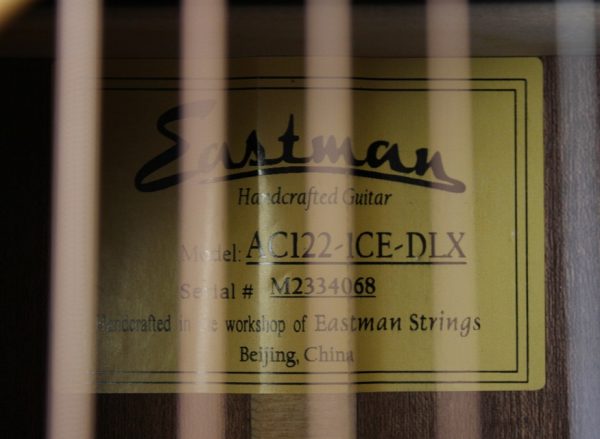 Eastman
Handcrafted Guitar
Model: AC122-1CE-DLX
Serial # M2334068
Handcrafted in the workshop of Eastman Strings
Beijing, China